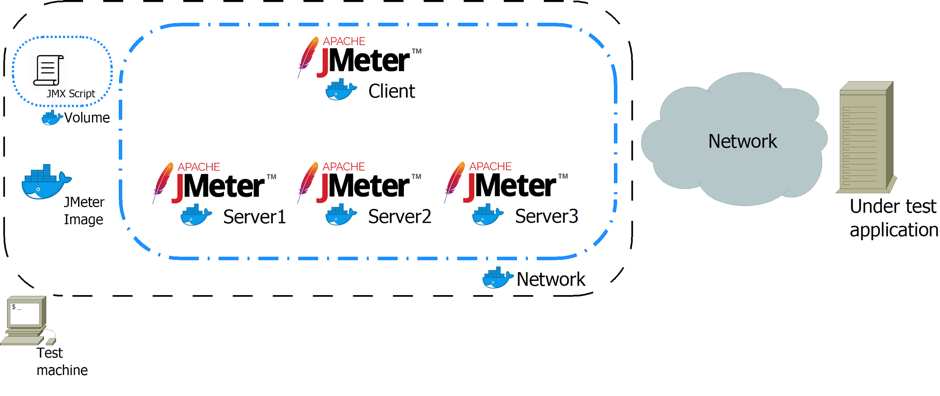 APACHE
JMeter™
Client
JMX Script
Volume
JMeter
Image
APACHE
JMeter™
Server1
APACHE
JMeter™
Server2
APACHE
JMeter™
Server3
Network
Network
Under test
application
$_
Test
machine